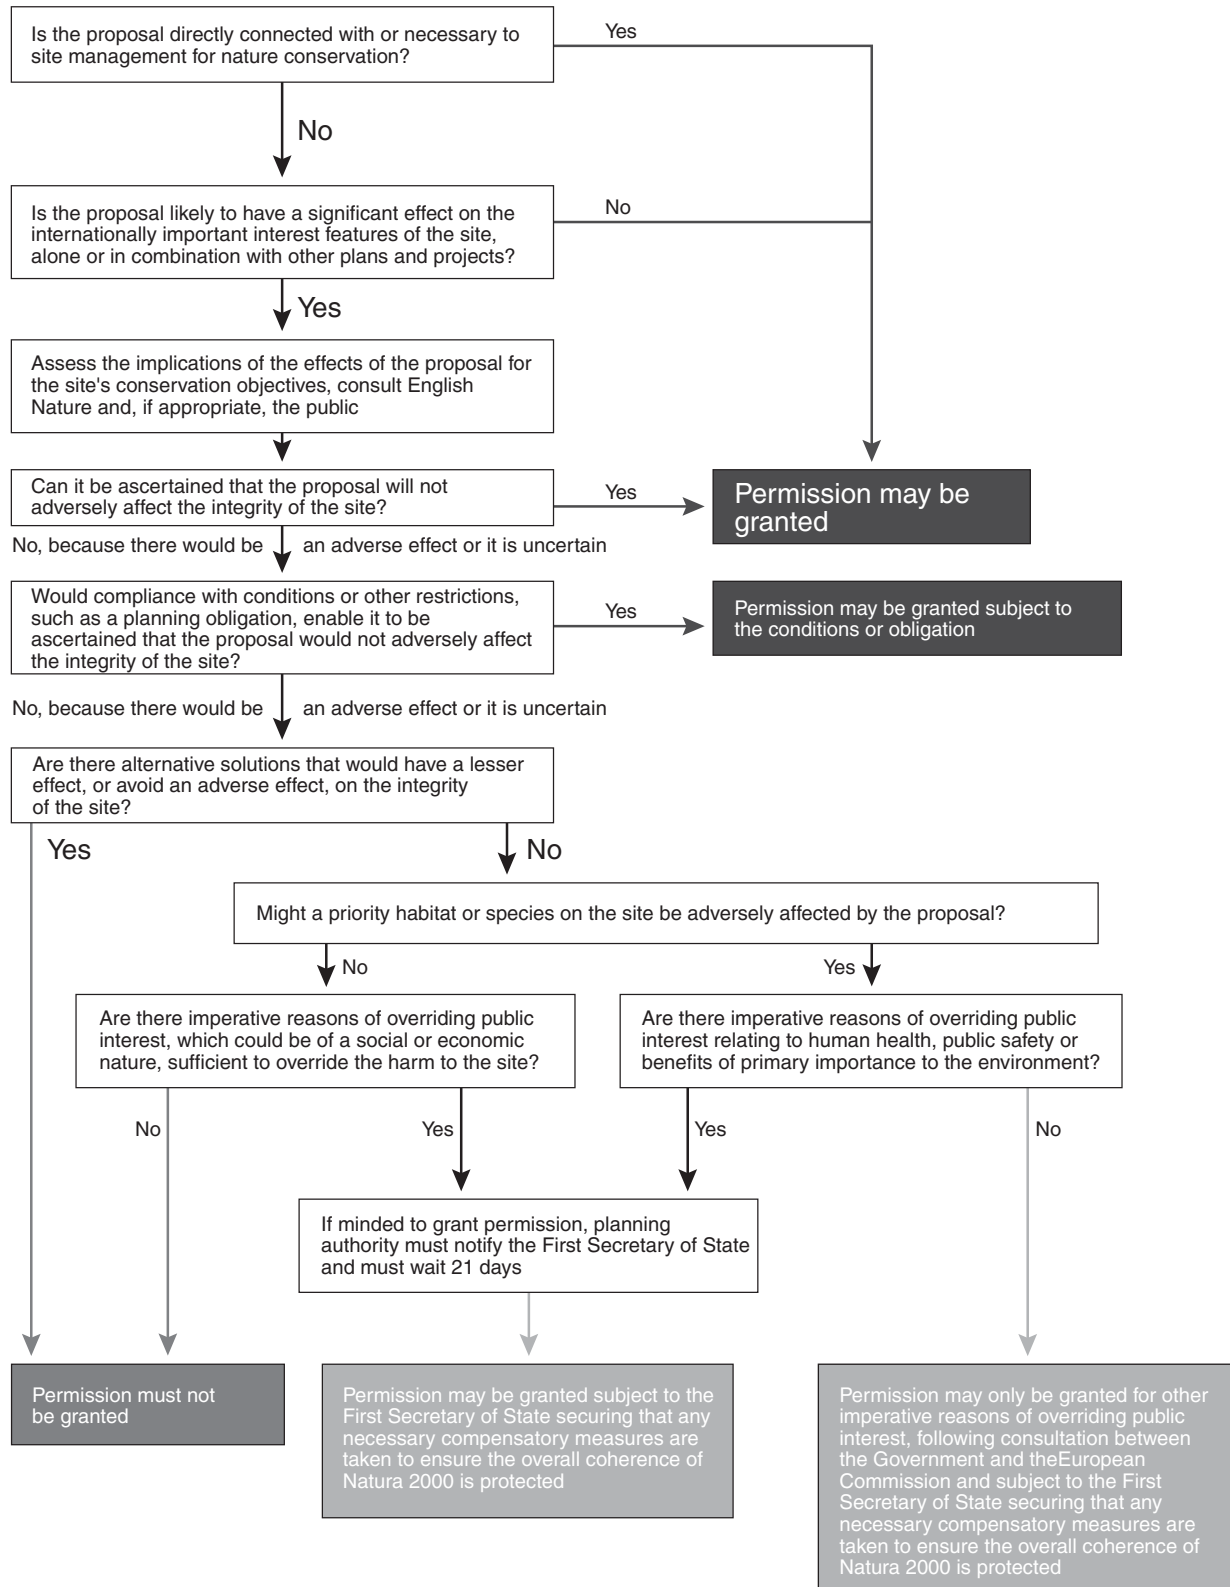 Is the proposal directly connected with or necessary to
site management for nature conservation?
Yes
No
Is the proposal likely to have a significant effect on the
internationally important interest features of the site,
alone or in combination with other plans and projects?
No
Yes
Assess the implications of the effects of the proposal for
the site's conservation objectives, consult English
Nature and, if appropriate, the public
Can it be ascertained that the proposal will not
adversely affect the integrity of the site?
Yes
Permission may be
granted
No, because there would be an adverse effect or it is uncertain
Would compliance with conditions or other restrictions,
such as a planning obligation, enable it to be
ascertained that the proposal would not adversely affect
the integrity of the site?
Yes
Permission may be granted subject to
the conditions or obligation
No, because there would be an adverse effect or it is uncertain
Are there alternative solutions that would have a lesser
effect, or avoid an adverse effect, on the integrity
of the site?
Yes
No
Might a priority habitat or species on the site be adversely affected by the proposal?
No
Yes
Are there imperative reasons of overriding public
interest, which could be of a social or economic
nature, sufficient to override the harm to the site?
Are there imperative reasons of overriding public
interest relating to human health, public safety or
benefits of primary importance to the environment?
No
Yes
Yes
No
If minded to grant permission, planning
authority must notify the First Secretary of State
and must wait 21 days
Permission must not
be granted
Permission may be granted subject to the
First Secretary of State securing that any
necessary compensatory measures are
taken to ensure the overall coherence of
Natura 2000 is protected
Permission may only be granted for other
imperative reasons of overriding public
interest, following consultation between
the Government and theEuropean
Commission and subject to the First
Secretary of State securing that any
necessary compensatory measures are
taken to ensure the overall coherence of
Natura 2000 is protected